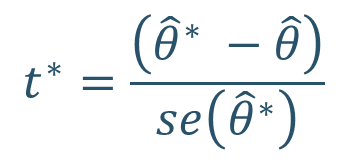 t* = (θ̂* − θ̂) / se(θ̂*)